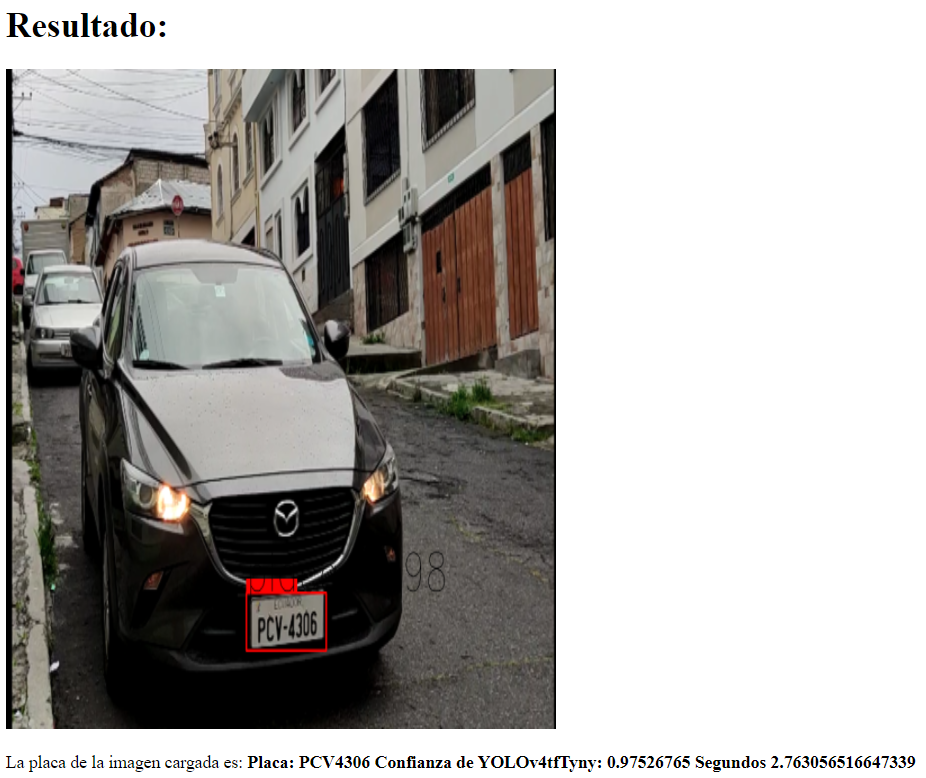 Resultado:
98
ECUADOR
PCV-4306
La placa de la imagen cargada es: Placa: PCV4306 Confianza de YOLOv4tfTyny: 0.97526765 Segundos 2.763056516647339